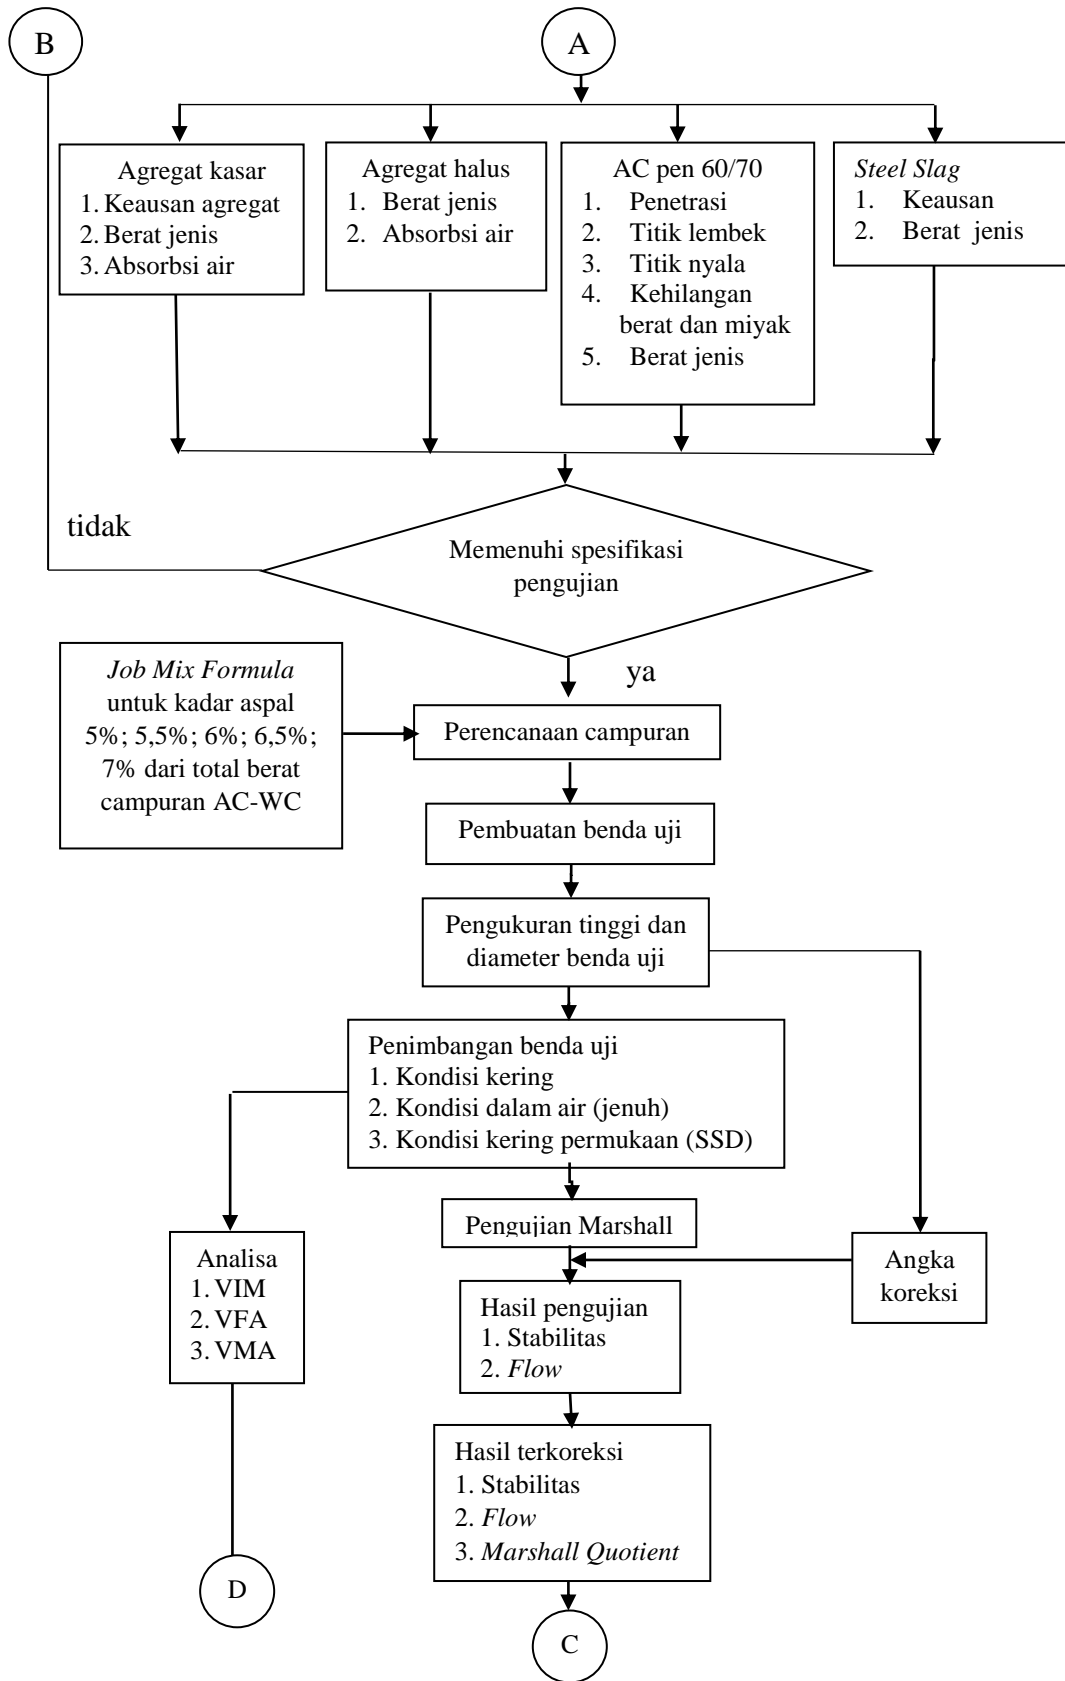 B
A
Agregat kasar
1. Keausan agregat
2. Berat jenis
3. Absorbsi air
Agregat halus
1. Berat jenis
2. Absorbsi air
AC pen 60/70
1. Penetrasi
2. Titik lembek
3. Titik nyala
4. Kehilangan
berat dan miyak
5. Berat jenis
Steel Slag
1. Keausan
2. Berat jenis
tidak
Memenuhi spesifikasi
pengujian
ya
Job Mix Formula
untuk kadar aspal
5%; 5,5%; 6%; 6,5%;
7% dari total berat
campuran AC-WC
Perencanaan campuran
Pembuatan benda uji
Pengukuran tinggi dan
diameter benda uji
Penimbangan benda uji
1. Kondisi kering
2. Kondisi dalam air (jenuh)
3. Kondisi kering permukaan (SSD)
Pengujian Marshall
Analisa
1. VIM
2. VFA
3. VMA
Angka
koreksi
Hasil pengujian
1. Stabilitas
2. Flow
Hasil terkoreksi
1. Stabilitas
2. Flow
3. Marshall Quotient
D
C